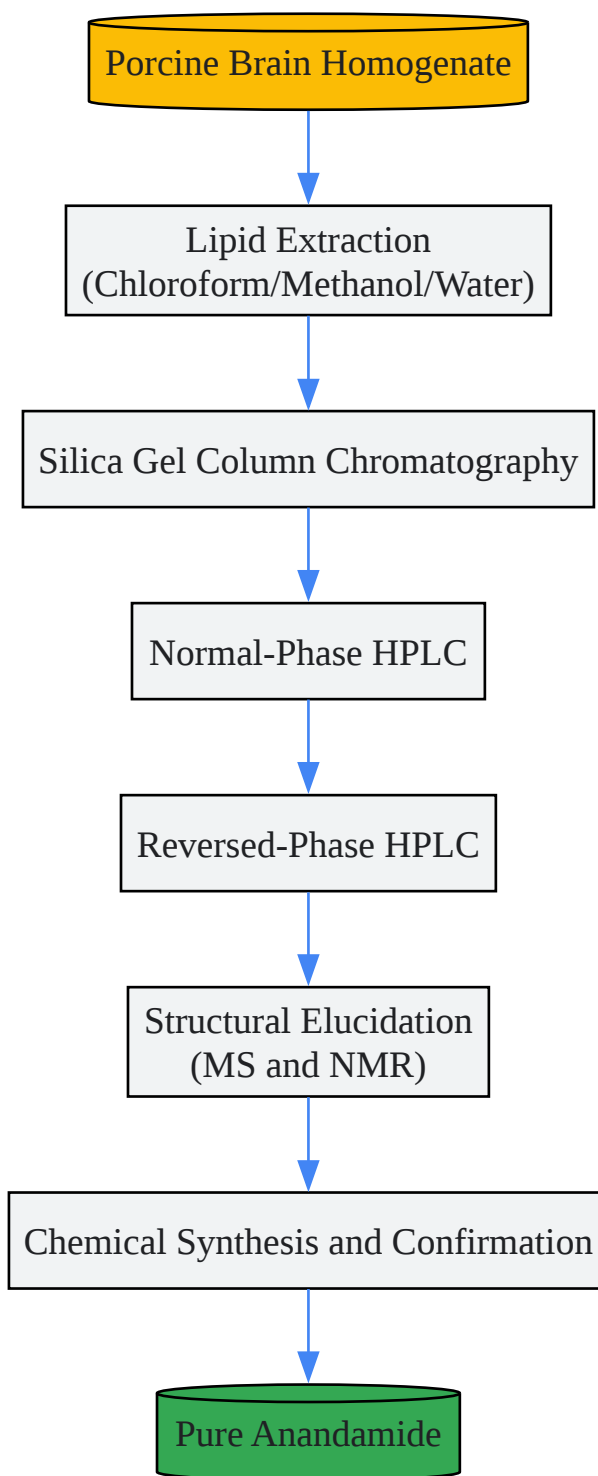 Porcine Brain Homogenate
Lipid Extraction
(Chloroform/Methanol/Water)
Silica Gel Column Chromatography
Normal-Phase HPLC
Reversed-Phase HPLC
Structural Elucidation
(MS and NMR)
Chemical Synthesis and Confirmation
Pure Anandamide